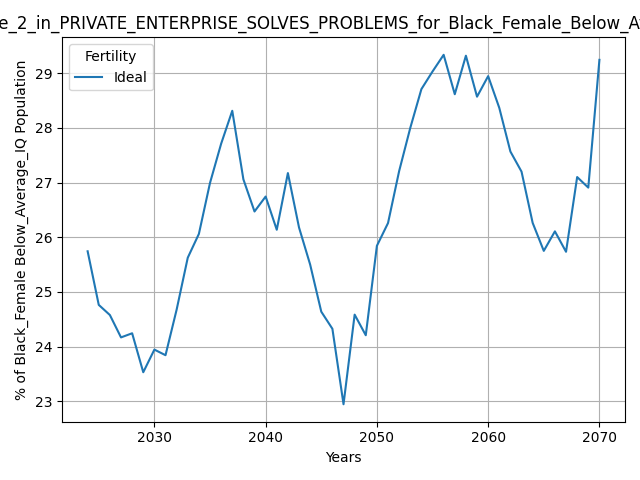 e_2_in_PRIVATE_ENTERPRISE_SOLVES_PROBLEMS_for_Black_Female_Below_A
Fertility
Ideal
% of Black_Female Below_Average_IQ Population
29
28
27
26
25
24
23
2030
2040
2050
2060
2070
Years